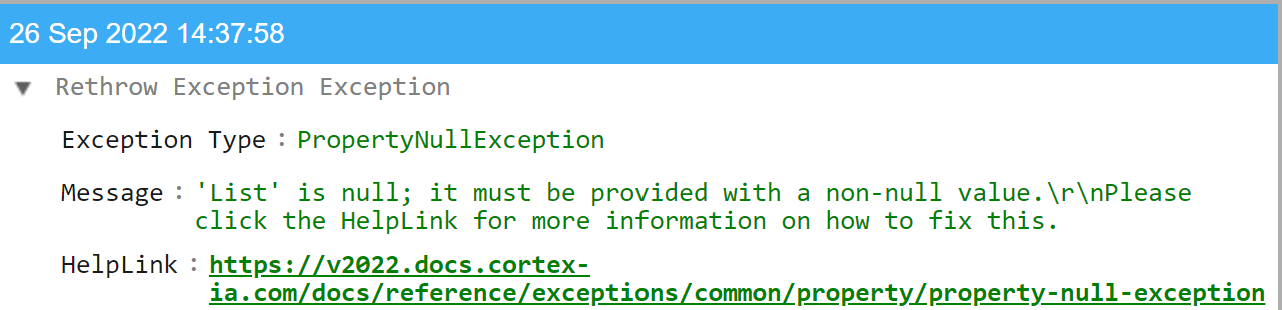 26 Sep 2022 14:37:58
Rethrow Exception Exception
Exception Type : PropertyNullException
Message : 'List' is null; it must be provided with a non-null value.\r\nPlease
click the HelpLink for more information on how to fix this.
HelpLink : https://v2022.docs.cortex-
ia.com/docs/reference/exceptions/common/property/property-null-exception